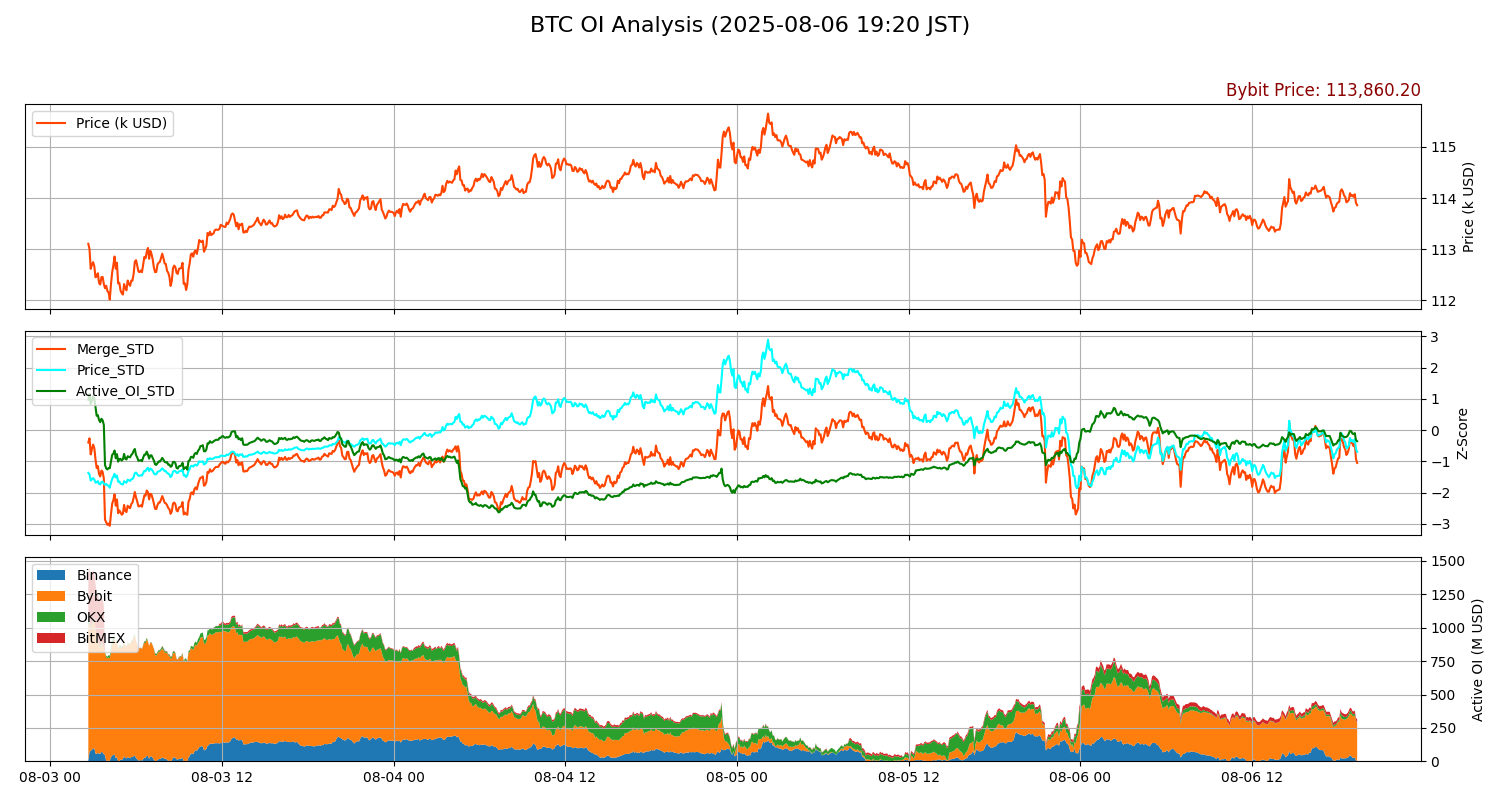 BTC OI Analysis (2025-08-06 19:20 JST)
Bybit Price: 113,860.20
Price (k USD)
115
114
113
112
Price (k USD)
Merge_STD
Price_STD
Active_OI_STD
3
2
1
0
−1
−2
−3
Z-Score
Binance
Bybit
OKX
BitMEX
1500
1250
1000
750
500
250
0
Active OI (M USD)
08-03 00
08-03 12
08-04 00
08-04 12
08-05 00
08-05 12
08-06 00
08-06 12